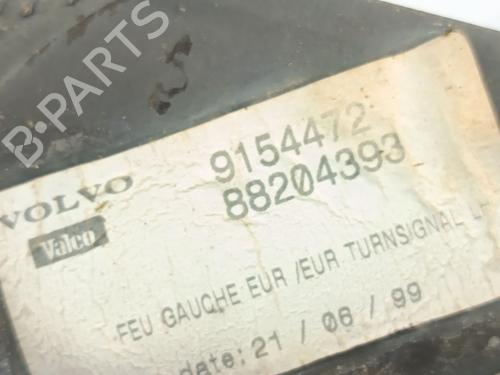 B-PARTS
VOLVO
Valeo
9154472
88204393
FEU GAUCHE EUR /EUR TURNSIGNAL
date: 21 / 06 / 99